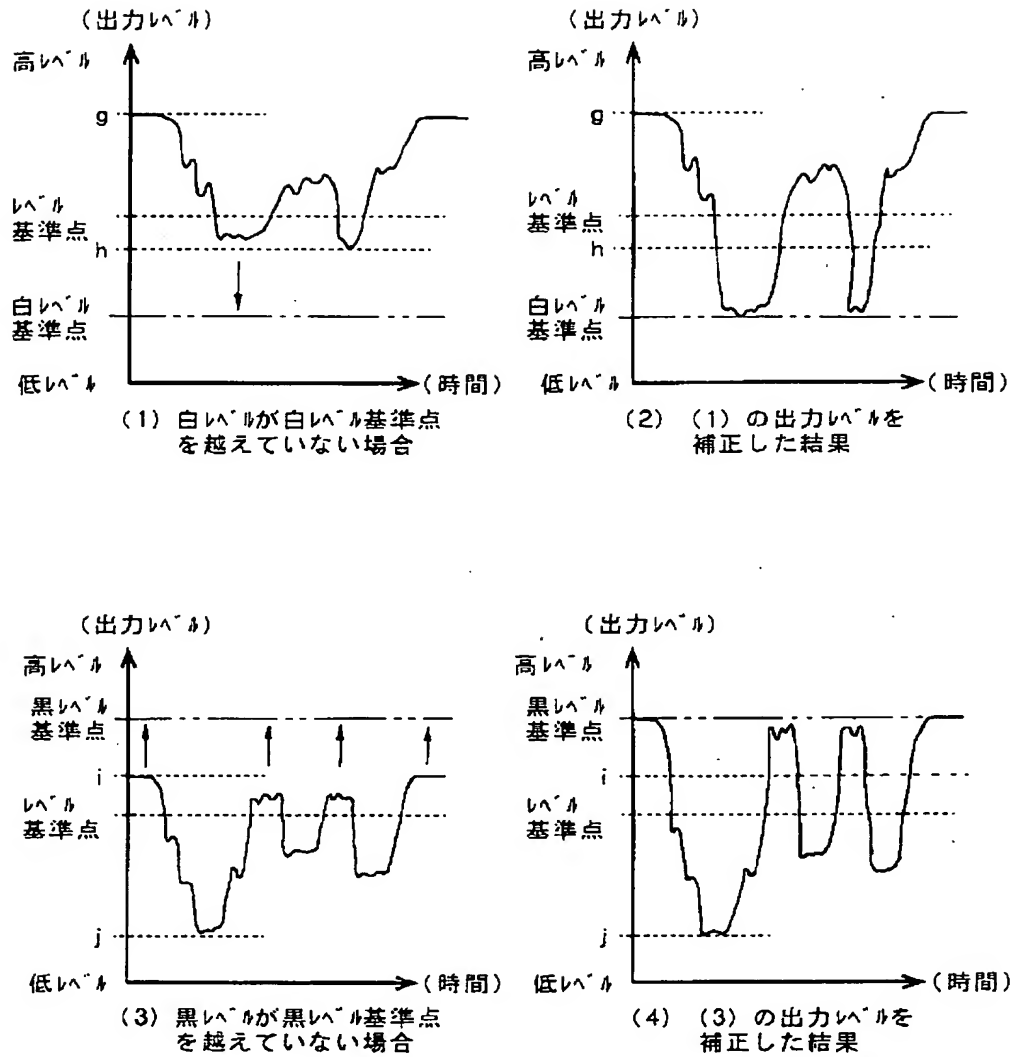 (出力レベル)
高レベル
g
レベル
基準点
h
白レベル
基準点
低レベル
(時間)
(1) 白レベルが白レベル基準点
を越えていない場合
(出力レベル)
高レベル
g
レベル
基準点
h
白レベル
基準点
低レベル
(時間)
(2) (1)の出力レベルを
補正した結果
(出力レベル)
高レベル
黒レベル
基準点
i
レベル
基準点
j
低レベル
(時間)
(3) 黒レベルが黒レベル基準点
を越えていない場合
(出力レベル)
高レベル
黒レベル
基準点
i
レベル
基準点
j
低レベル
(時間)
(4) (3)の出力レベルを
補正した結果